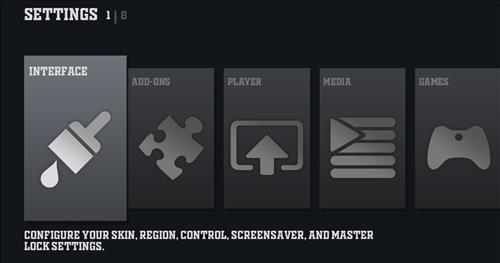 SETTINGS 1 | 8
INTERFACE
ADD-ONS
PLAYER
MEDIA
GAMES
CONFIGURE YOUR SKIN, REGION, CONTROL, SCREENSAVER, AND MASTER
LOCK SETTINGS.